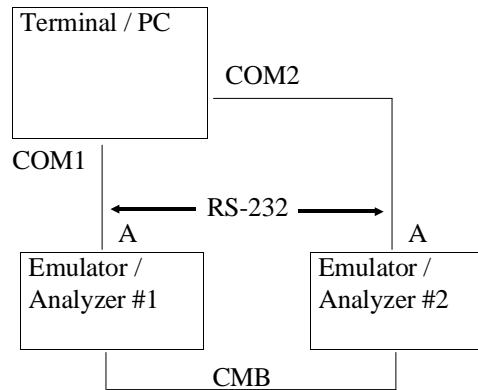 Terminal / PC
COM2
COM1
RS-232
A
A
Emulator /
Analyzer #1
Emulator /
Analyzer #2
CMB